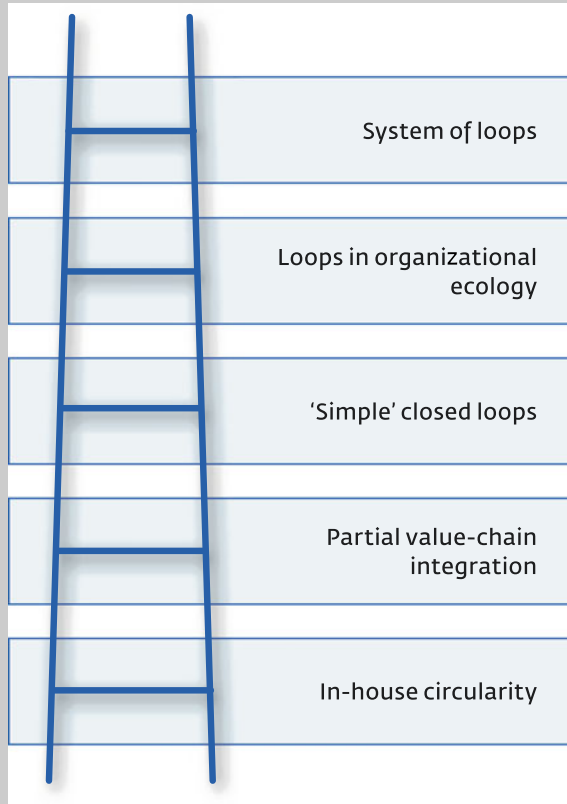 System of loops
Loops in organizational
ecology
‘Simple’ closed loops
Partial value-chain
integration
In-house circularity